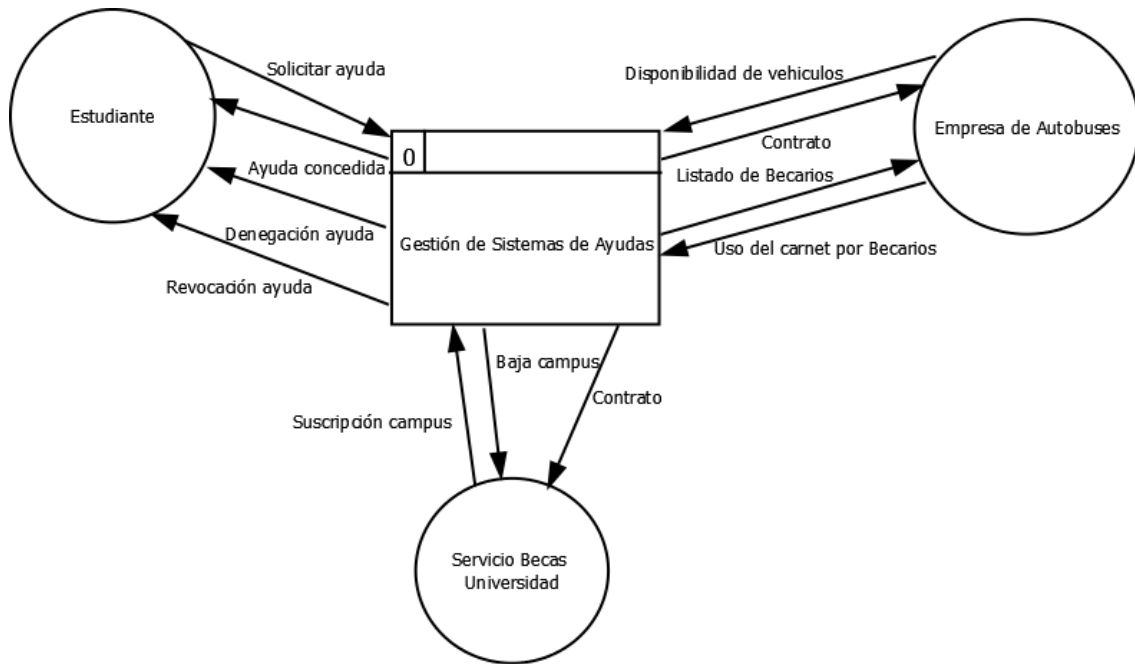 Solicitar ayuda
Disponibilidad de vehiculos
Estudiante
Empresa de Autobuses
Contrato
0
Ayuda concedida
Listado de Becarios
Denegación ayuda
Gestión de Sistemas de Ayudas
Uso del carnet por Becarios
Revocación ayuda
Baja campus
Contrato
Suscripción campus
Servicio Becas
Universidad